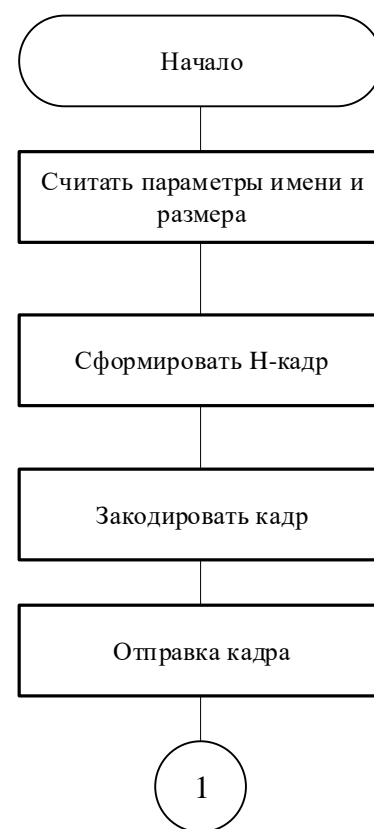 Начало
Считать параметры имени и
размера
Сформировать Н-кадр
Закодировать кадр
Отправка кадра
1